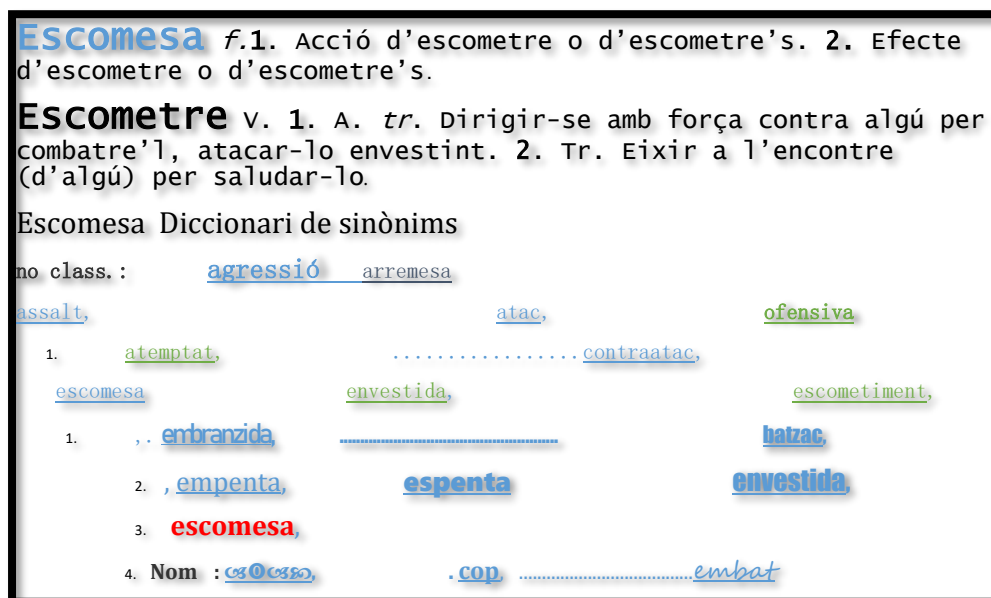 Escomesa f.1. Acció d’escometre o d’escometre’s. 2. Efecte
d’escometre o d’escometre’s.
Escometre V. 1. A. tr. Dirigir-se amb força contra algú per
combatre’l, atacar-lo envestint. 2. Tr. Eixir a l’encontre
(d’algú) per saludar-lo.
Escomesa Diccionari de sinònims
no class.: agressió arremesa
assalt, atac, ofensiva
1. atemptat, .................contraatac,
escomesa envestida, escometiment,
1. ,. embranzida, ..................................................... batzac,
2. , empenta, espenta envestida,
3. escomesa,
4. Nom : .cop, ......................................embat